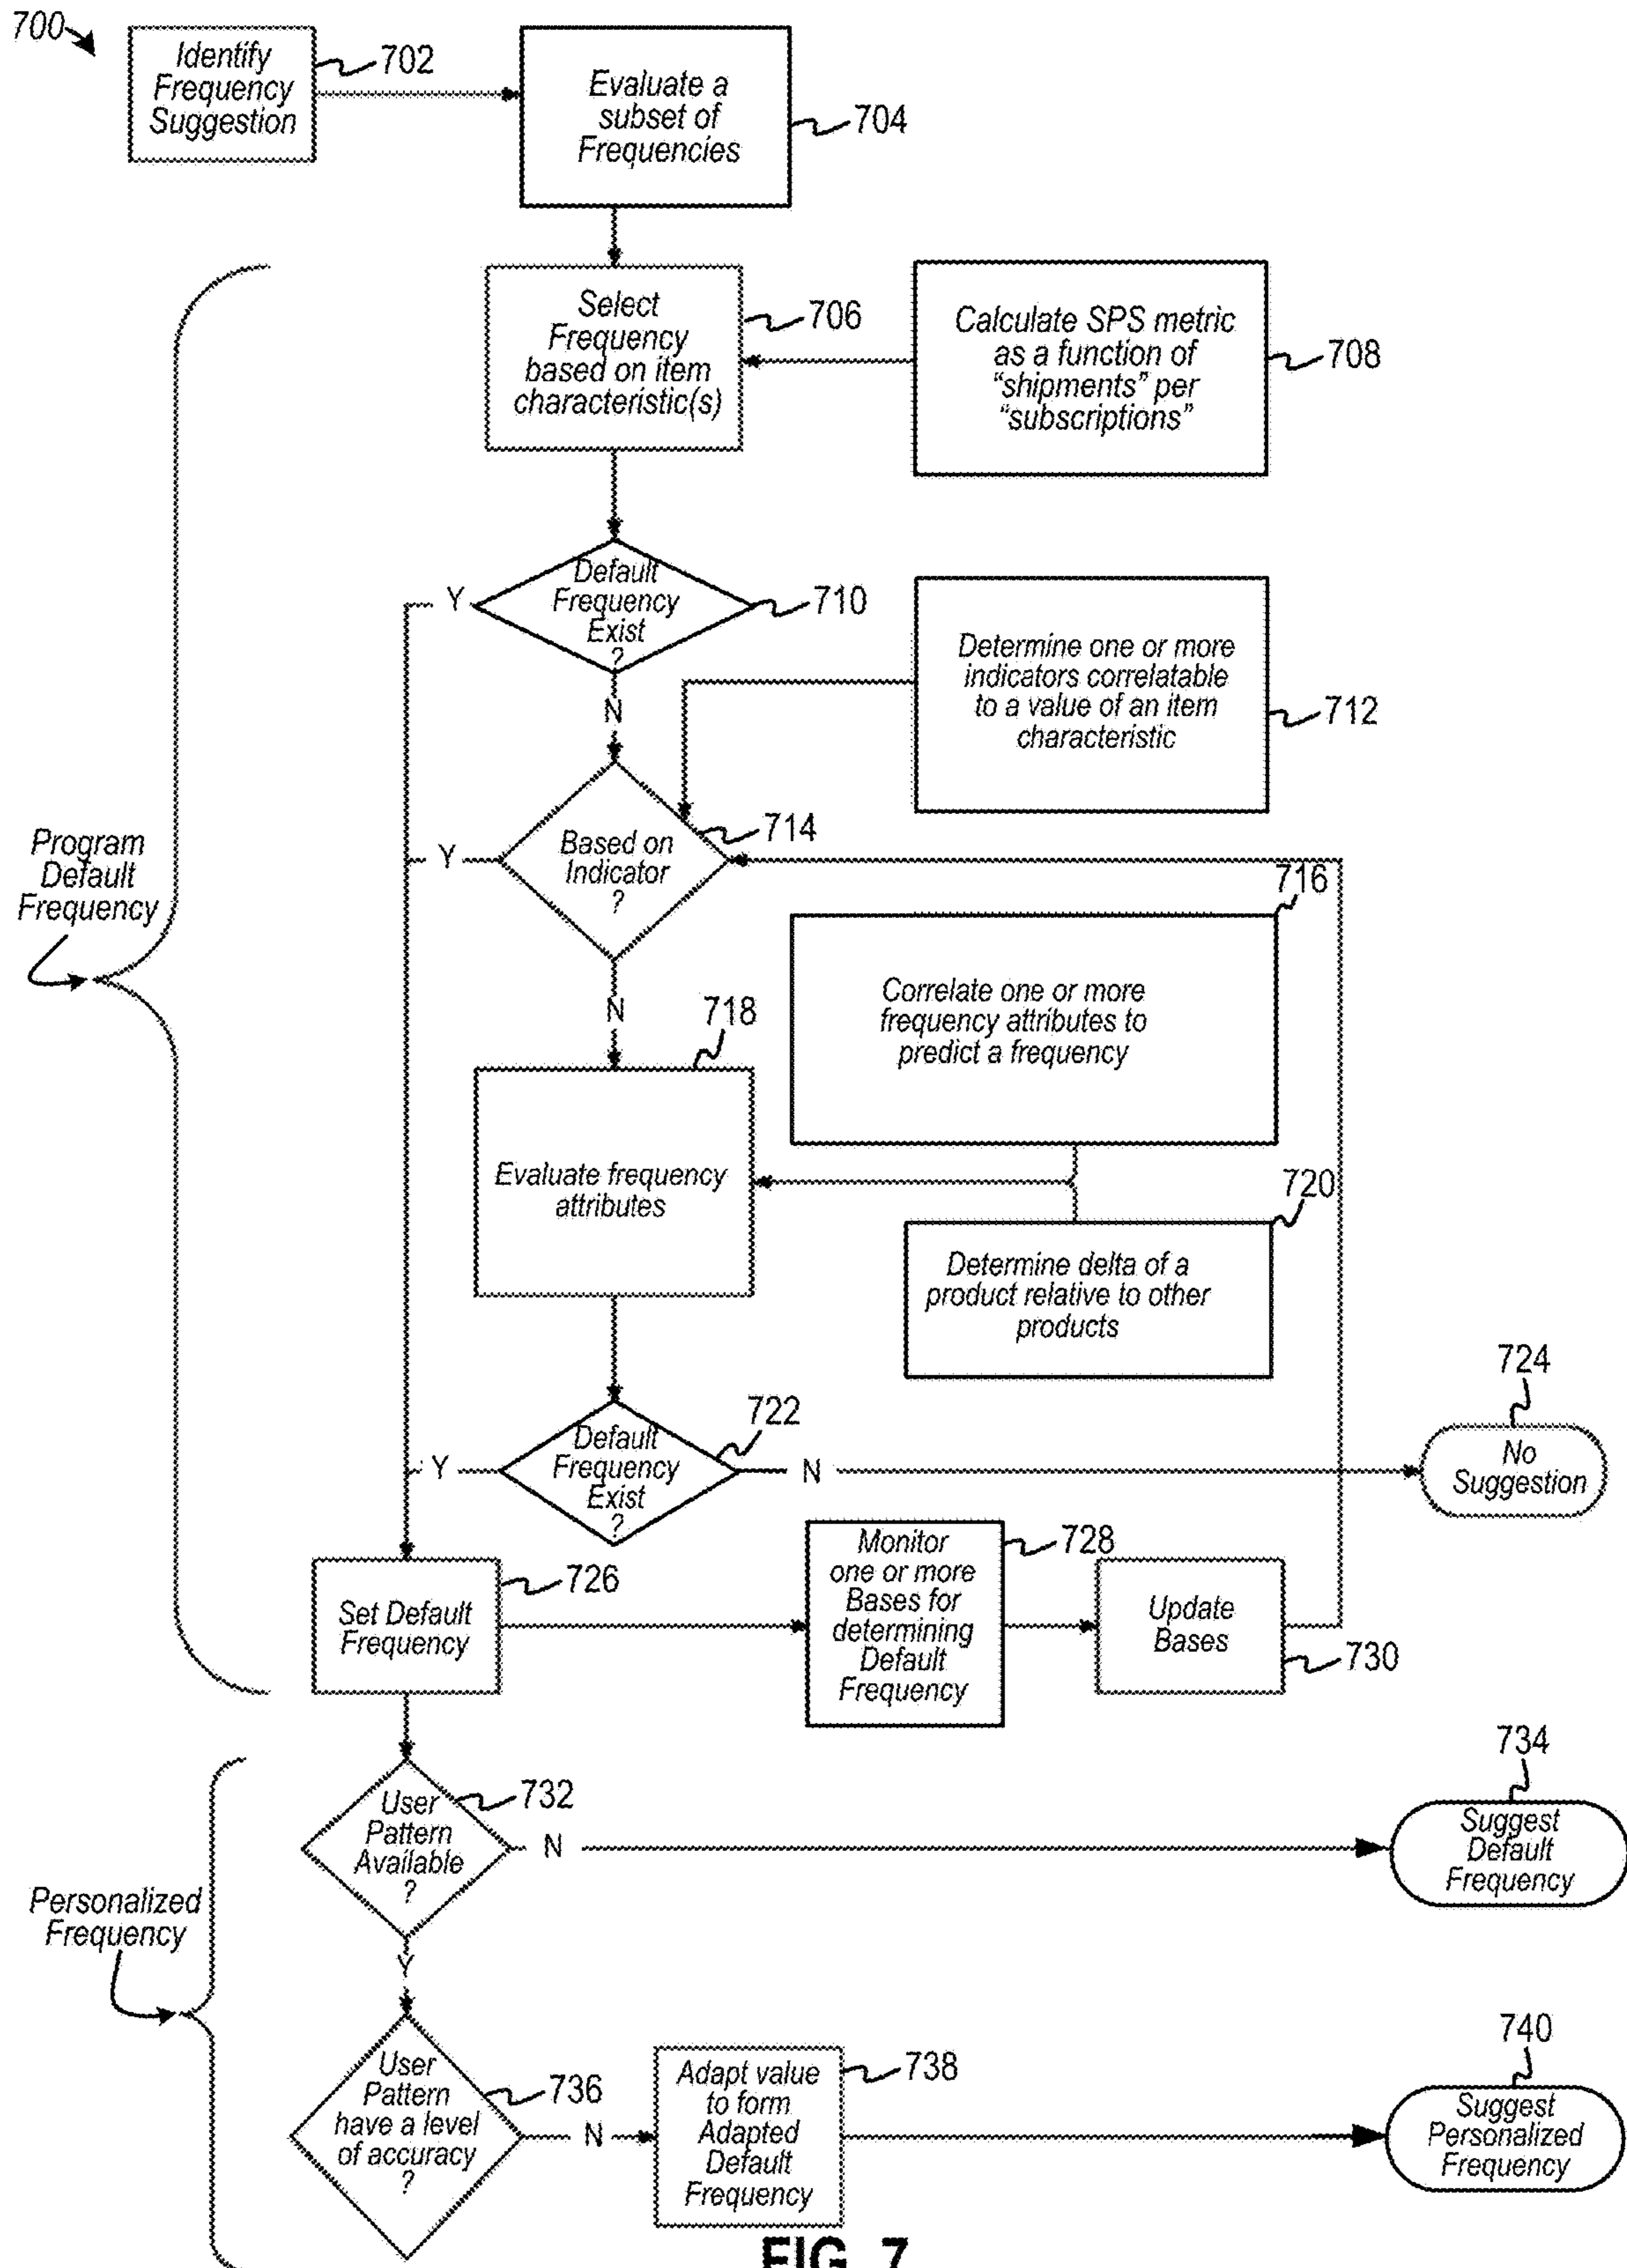 700
Identify
Frequency
Suggestion
702
Evaluate a
subset of
Frequencies
704
Select
Frequency
based on item
characteristic(s)
706
Calculate SPS metric
as a function of
“shipments” per
“subscriptions”
708
Default
Frequency
Exist
?
710
Y
N
Determine one or more
indicators correlatable
to a value of an item
characteristic
712
Based on
Indicator
?
714
Y
N
Program
Default
Frequency
716
Correlate one or more
frequency attributes to
predict a frequency
718
Evaluate frequency
attributes
720
Determine delta of a
product relative to other
products
722
Default
Frequency
Exist
?
Y
N
724
No
Suggestion
Set Default
Frequency
726
Monitor
one or more
Bases for
determining
Default
Frequency
728
Update
Bases
730
User
Pattern
Available
?
732
N
Y
734
Suggest
Default
Frequency
Personalized
Frequency
User
Pattern
have a level
of accuracy
?
736
N
Adapt value
to form
Adapted
Default
Frequency
738
740
Suggest
Personalized
Frequency
FIG. 7